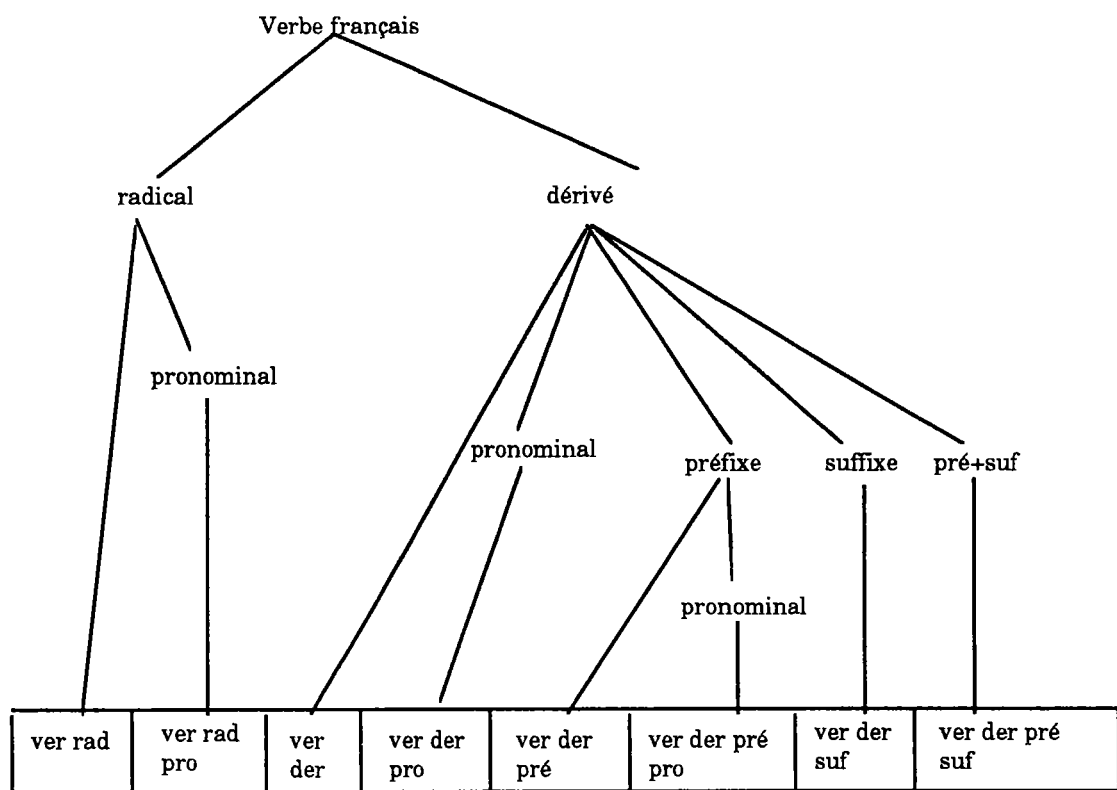 Verbe français
radical
dérivé
pronominal
pronominal
préfixe
suffixe
pré+suf
pronominal
ver rad
ver rad
pro
ver
der
ver der
pro
ver der
pré
ver der pré
pro
ver der
suf
ver der pré
suf